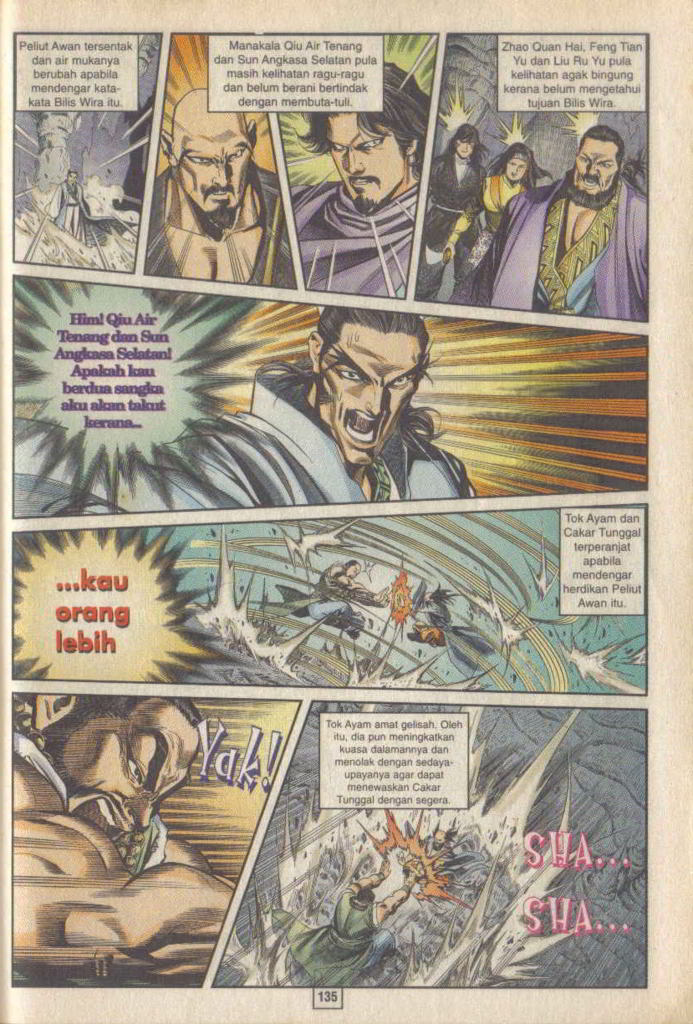 Peliut Awan tersentak
dan air mukanya
berubah apabila
mendengar kata-
kata Bilis Wira itu.
Manakala Qiu Air Tenang
dan Sun Angkasa Selatan pula
masih kelihatan ragu-ragu
dan belum berani bertindak
dengan membuta-tuli.
Zhao Quan Hai, Feng Tian
Yu dan Liu Ru Yu pula
kelihatan agak bingung
kerana belum mengetahui
tujuan Bilis Wira.
Him! Qiu Air
Tenang dan Sun
Angkasa Selatan!
Apakah kau
berdua sangka
aku akan takut
kerana...
...kau
orang
lebih
Tok Ayam dan
Cakar Tunggal
terperanjat
apabila
mendengar
herdikan Peliut
Awan itu.
Yak!
Tok Ayam amat gelisah. Oleh
itu, dia pun meningkatkan
kuasa dalamannya dan
menolak dengan sedaya-
upayanya agar dapat
menewaskan Cakar
Tunggal dengan segera.
SHA...
SHA...
135